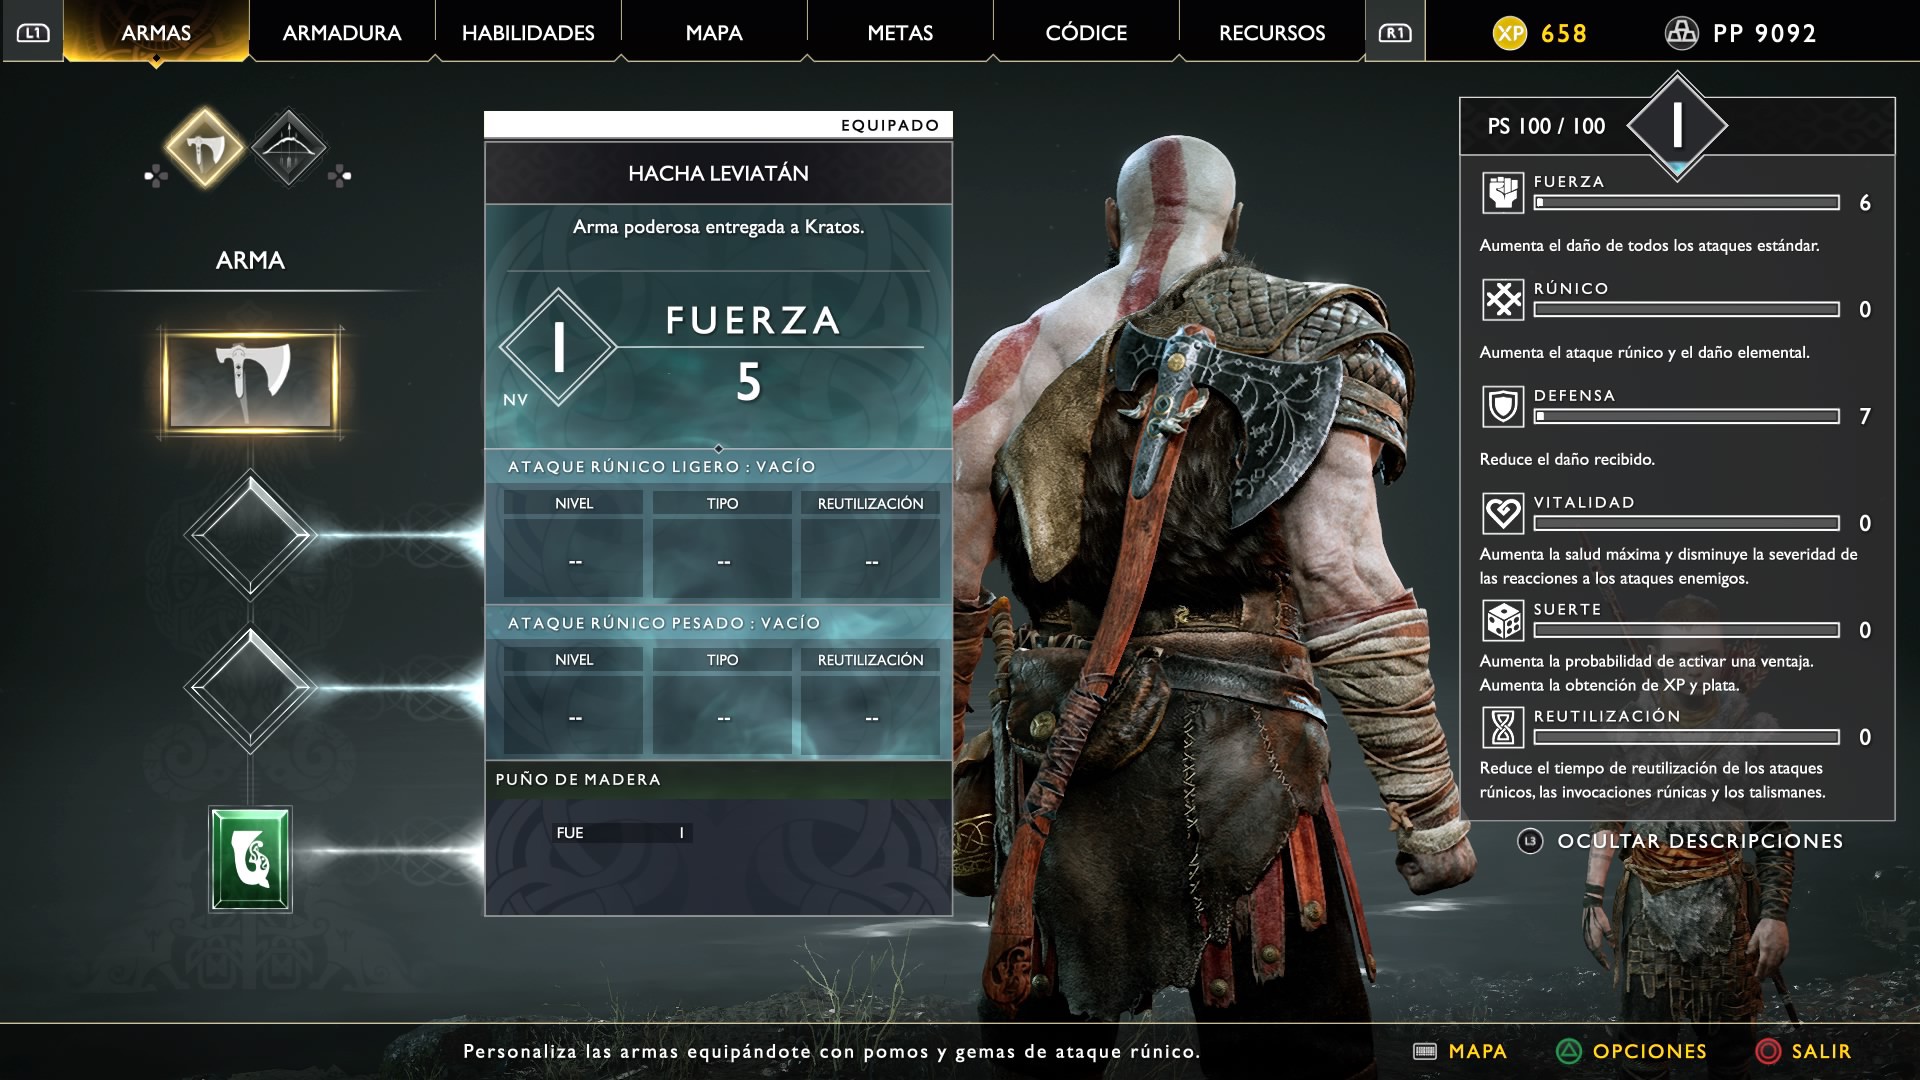 L1
ARMAS
ARMADURA
HABILIDADES
MAPA
METAS
CÓDICE
RECURSOS
R1
XP 658
PP 9092
ARMA
EQUIPADO
HACHA LEVIATÁN
Arma poderosa entregada a Kratos.
I
NV
FUERZA
5
ATAQUE RÚNICO LIGERO : VACÍO
NIVEL TIPO REUTILIZACIÓN
-- -- --
ATAQUE RÚNICO PESADO : VACÍO
NIVEL TIPO REUTILIZACIÓN
-- -- --
PUÑO DE MADERA
FUE I
PS 100 / 100
I
FUERZA
6
Aumenta el daño de todos los ataques estándar.
RÚNICO
0
Aumenta el ataque rúnico y el daño elemental.
DEFENSA
7
Reduce el daño recibido.
VITALIDAD
0
Aumenta la salud máxima y disminuye la severidad de
las reacciones a los ataques enemigos.
SUERTE
0
Aumenta la probabilidad de activar una ventaja.
Aumenta la obtención de XP y plata.
REUTILIZACIÓN
0
Reduce el tiempo de reutilización de los ataques
rúnicos, las invocaciones rúnicas y los talismanes.
L3 OCULTAR DESCRIPCIONES
Personaliza las armas equipándote con pomos y gemas de ataque rúnico.
MAPA
OPCIONES
SALIR